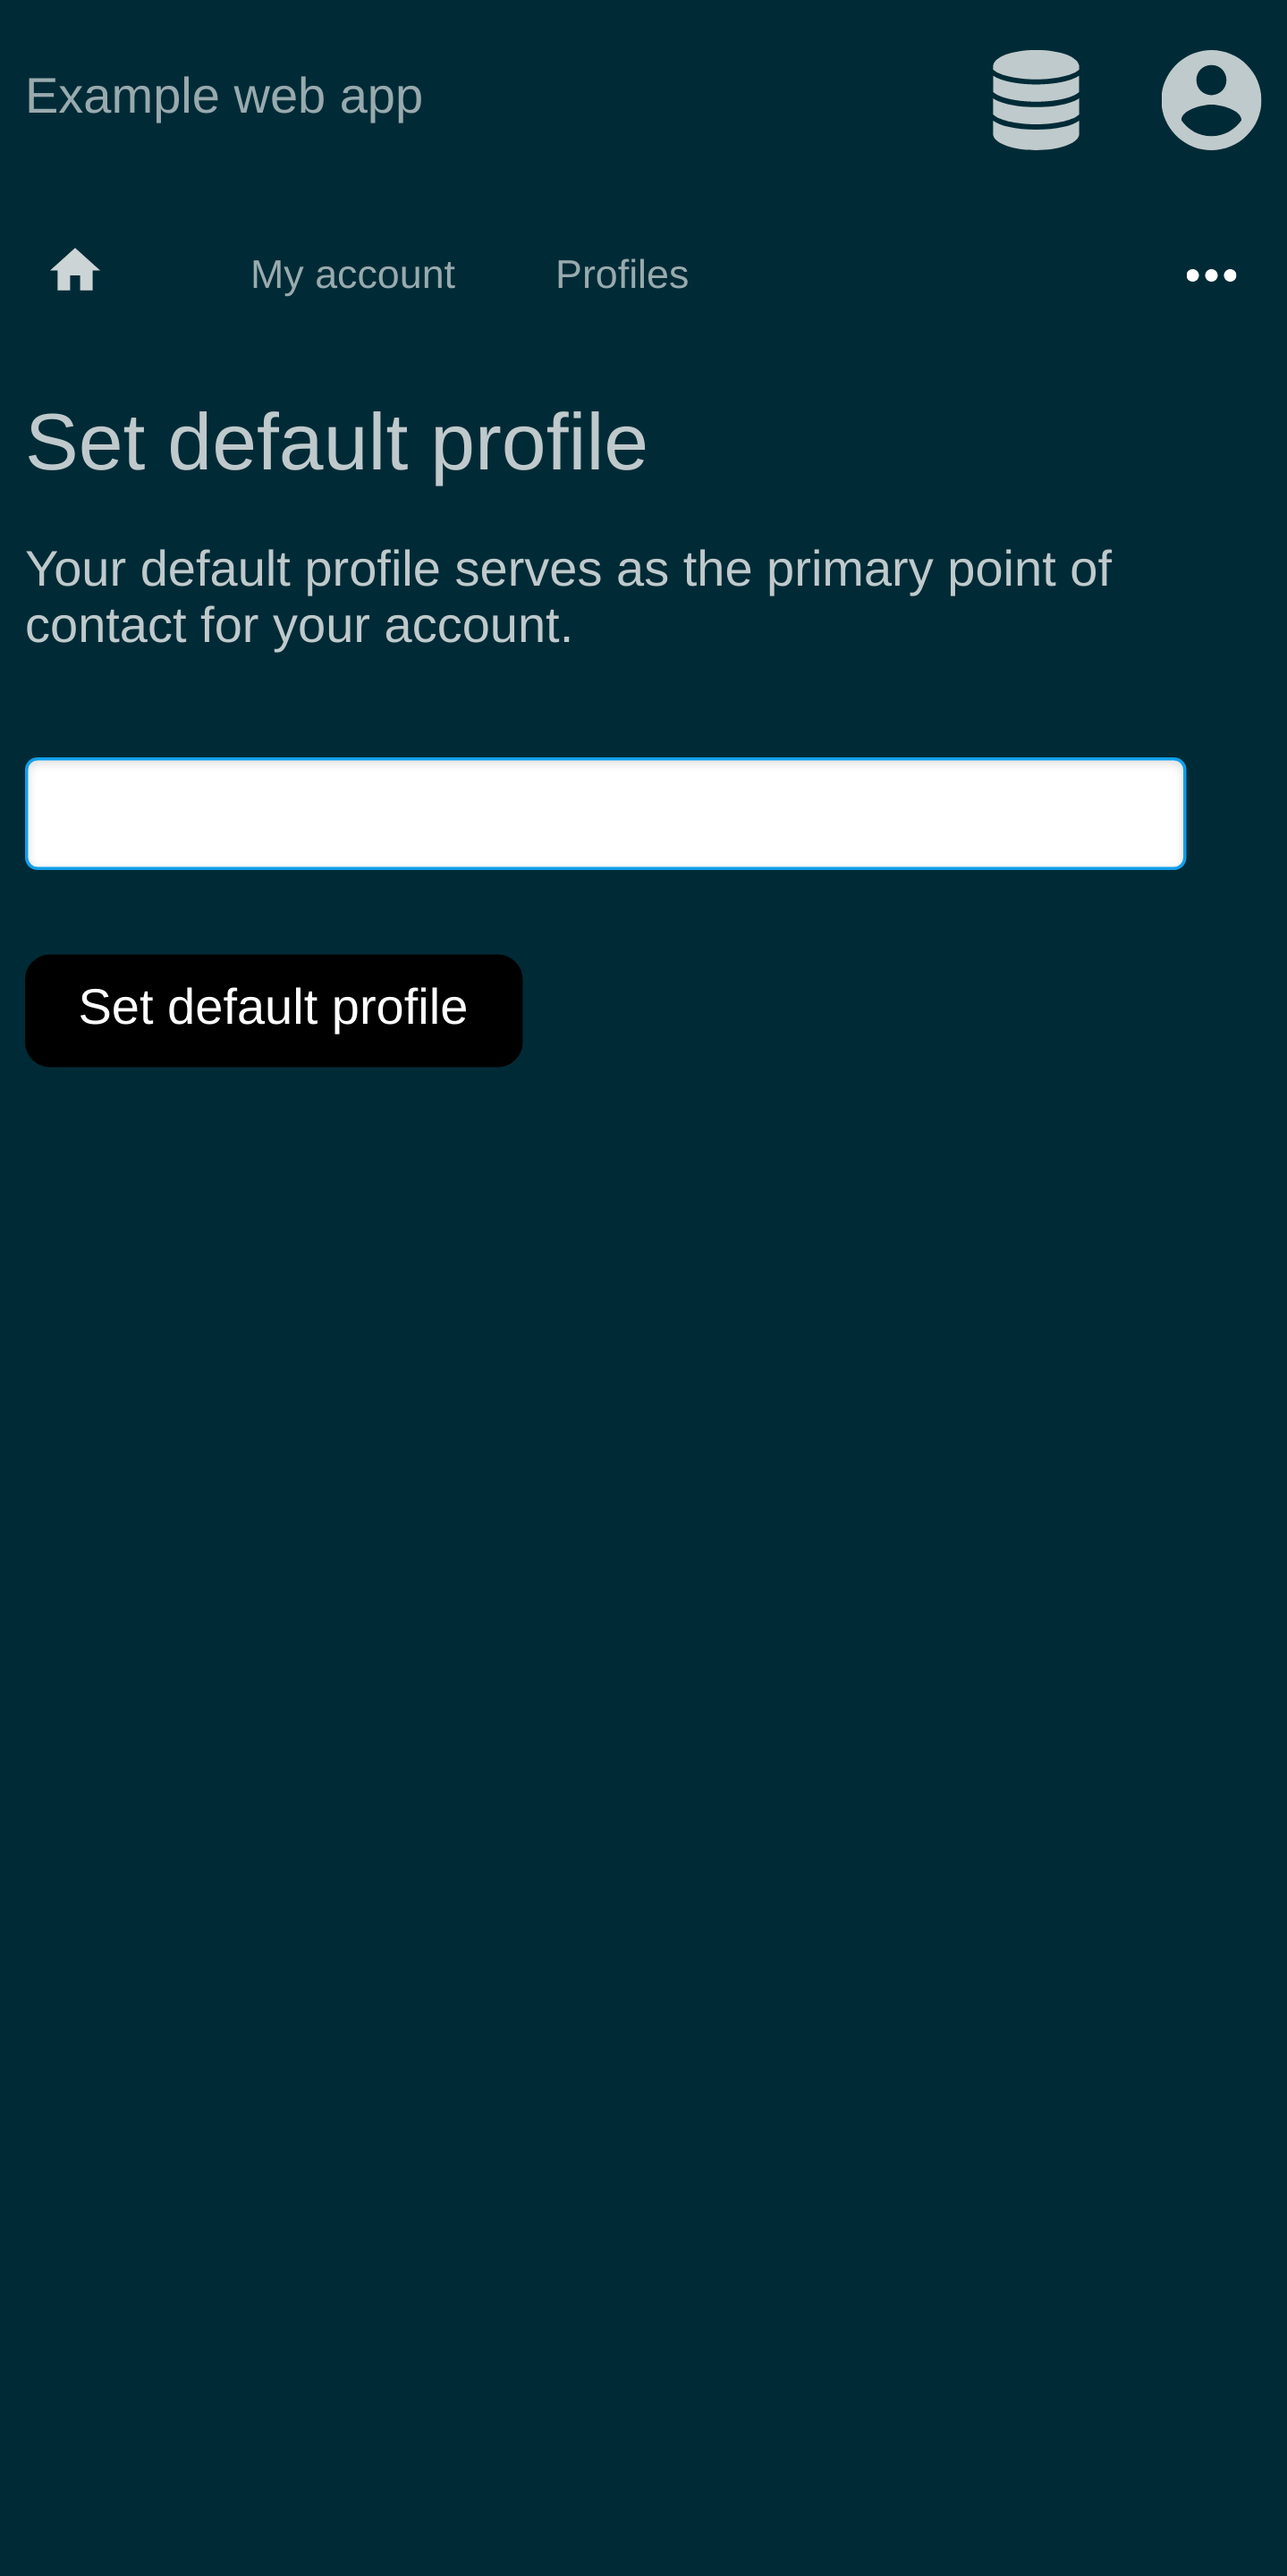 Example web app
My account Profiles
Set default profile
Your default profile serves as the primary point of
contact for your account.
Set default profile